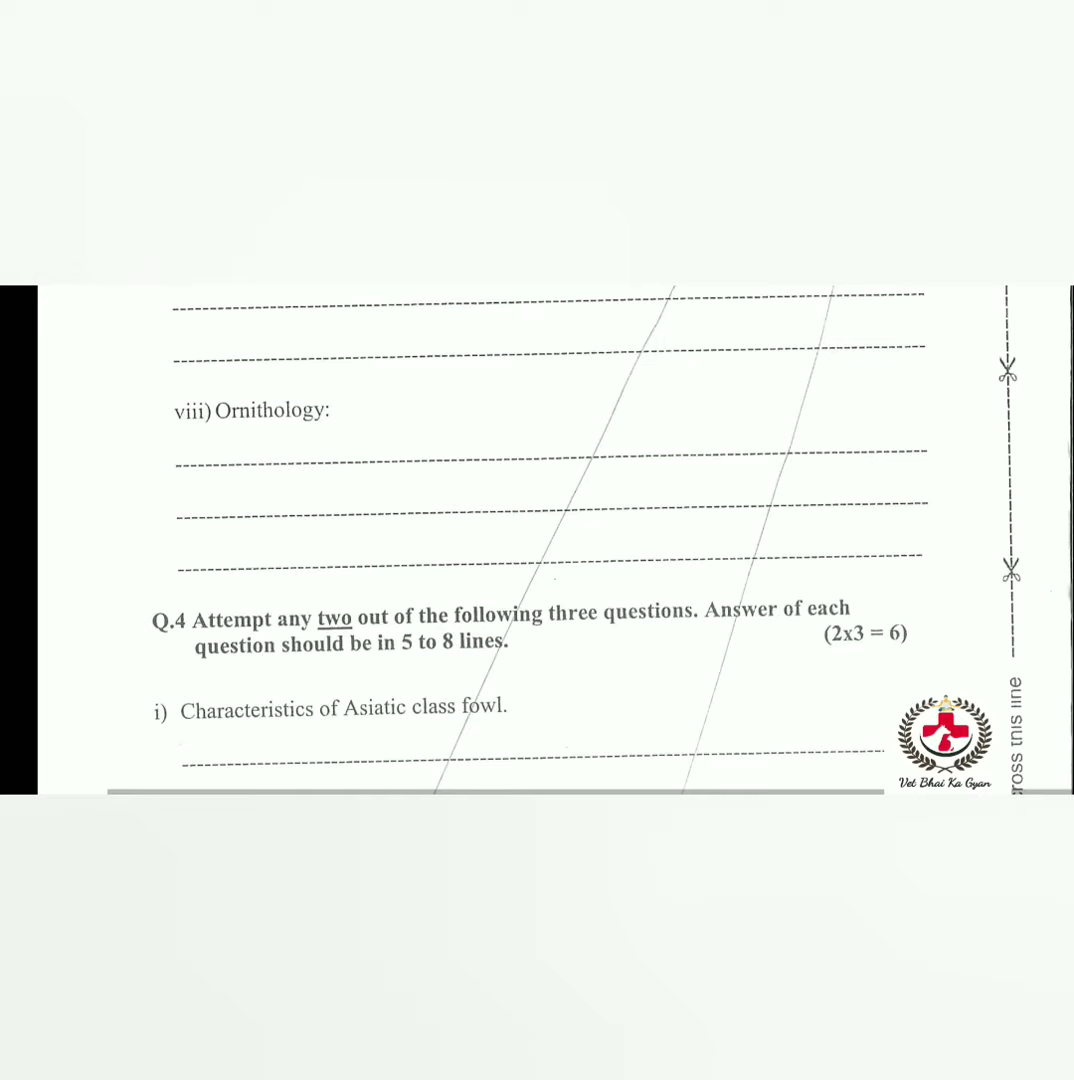 viii) Ornithology:
Q.4 Attempt any two out of the following three questions. Answer of each
question should be in 5 to 8 lines. (2x3 = 6)
i) Characteristics of Asiatic class fowl.
Vet Bhai Ka Gyan
cross this line